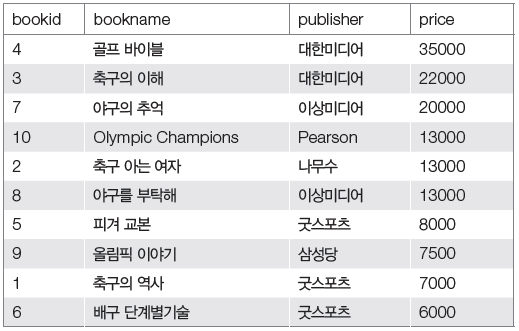 bookid bookname publisher price
4 골프 바이블 대한미디어 35000
3 축구의 이해 대한미디어 22000
7 야구의 추억 이상미디어 20000
10 Olympic Champions Pearson 13000
2 축구 아는 여자 나무수 13000
8 야구를 부탁해 이상미디어 13000
5 피겨 교본 굿스포츠 8000
9 올림픽 이야기 삼성당 7500
1 축구의 역사 굿스포츠 7000
6 배구 단계별기술 굿스포츠 6000